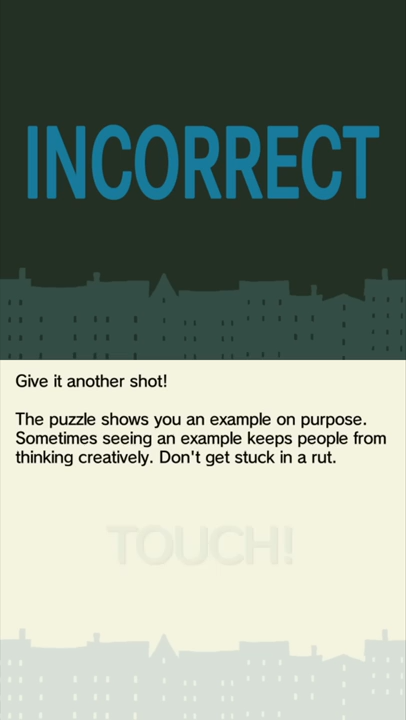 INCORRECT
Give it another shot!
The puzzle shows you an example on purpose.
Sometimes seeing an example keeps people from
thinking creatively. Don't get stuck in a rut.
TOUCH!